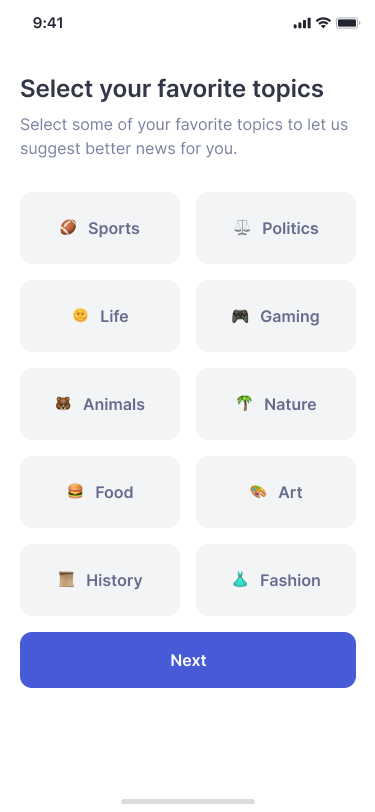 9:41
Select your favorite topics
Select some of your favorite topics to let us
suggest better news for you.
Sports
Politics
Life
Gaming
Animals
Nature
Food
Art
History
Fashion
Next